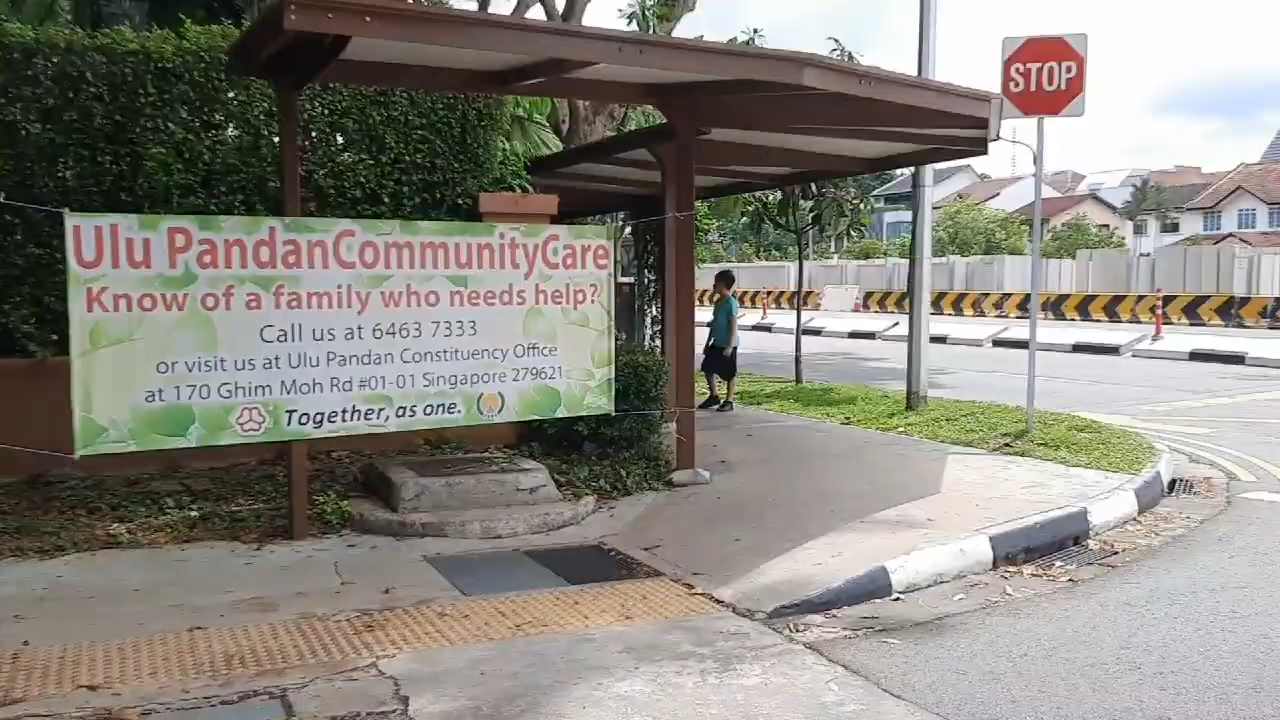 Ulu PandanCommunityCare
Know of a family who needs help?
Call us at 6463 7333
or visit us at Ulu Pandan Constituency Office
at 170 Ghim Moh Rd #01-01 Singapore 279621
Together, as one.
STOP